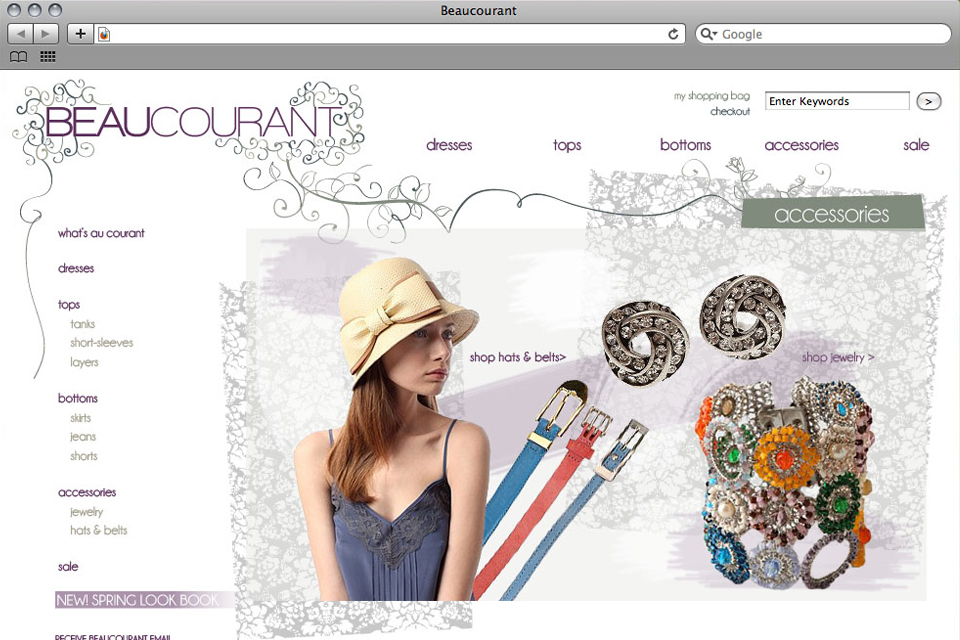 Beaucourant
Google
BEAUCOURANT
my shopping bag
checkout
Enter Keywords
>
dresses
tops
bottoms
accessories
sale
accessories
what's au courant
dresses
tops
tanks
short-sleeves
layers
bottoms
skirts
jeans
shorts
accessories
jewelry
hats & belts
sale
NEW! SPRING LOOK BOOK
RECEIVE BEAUCOURANT EMAIL
shop hats & belts>
shop jewelry >